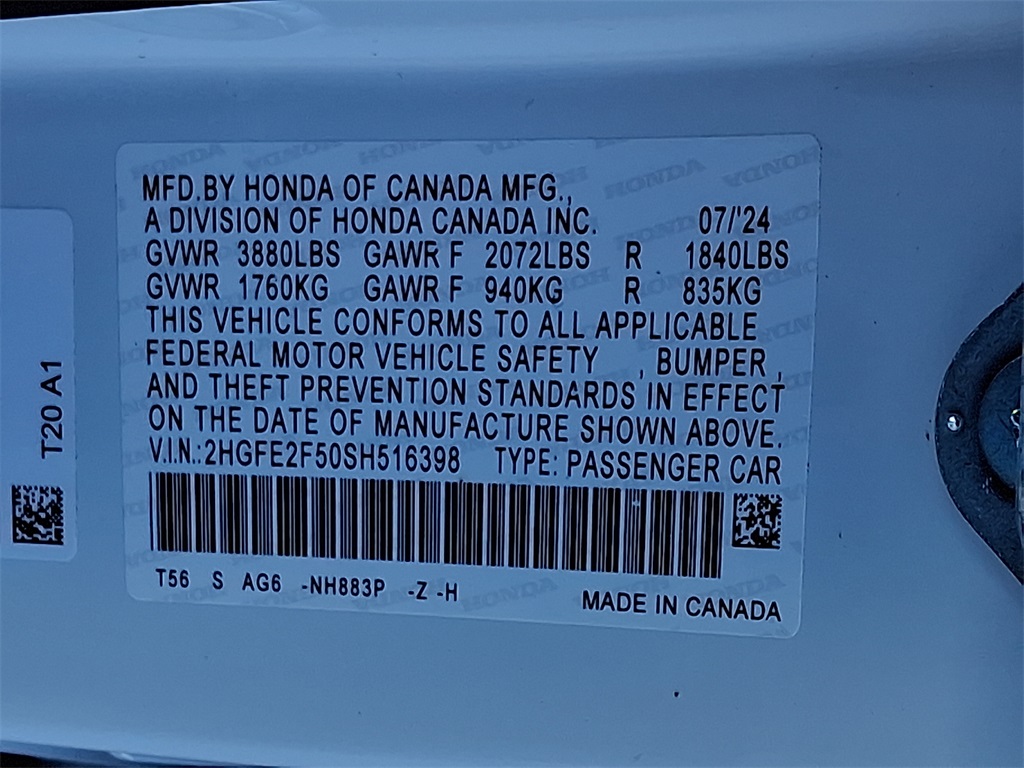 MFD.BY HONDA OF CANADA MFG.,
A DIVISION OF HONDA CANADA INC. 07/'24
GVWR 3880LBS GAWR F 2072LBS R 1840LBS
GVWR 1760KG GAWR F 940KG R 835KG
THIS VEHICLE CONFORMS TO ALL APPLICABLE
FEDERAL MOTOR VEHICLE SAFETY , BUMPER ,
AND THEFT PREVENTION STANDARDS IN EFFECT
ON THE DATE OF MANUFACTURE SHOWN ABOVE.
V.I.N.:2HGFE2F50SH516398 TYPE: PASSENGER CAR
T56 S AG6 -NH883P -Z -H
MADE IN CANADA
T20 A1